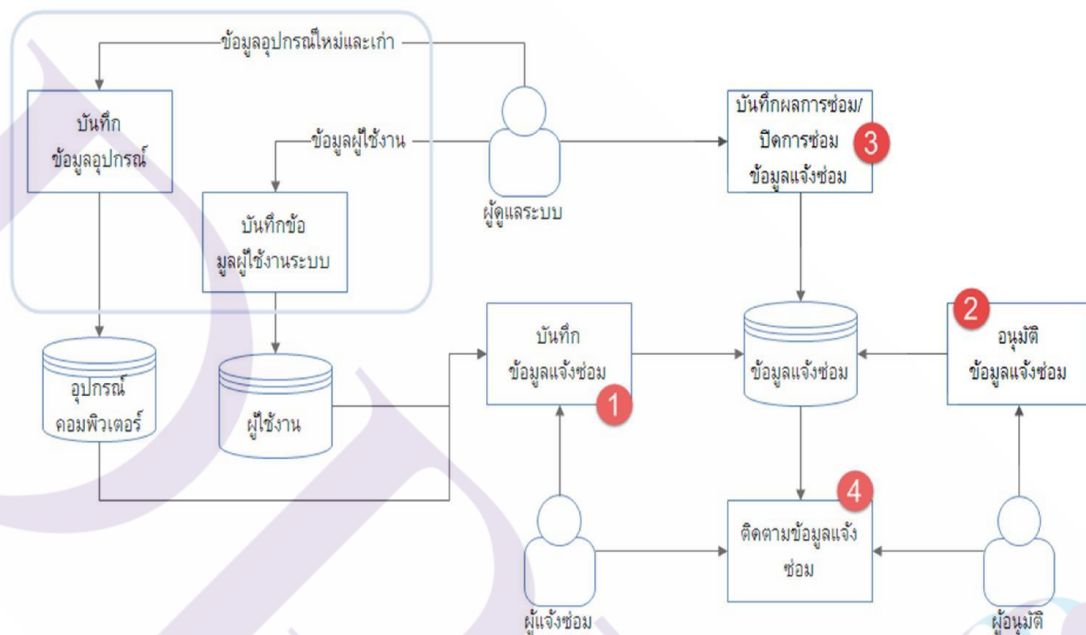 ข้อมูลอุปกรณ์ใหม่และเก่า
บันทึก
ข้อมูลอุปกรณ์
ข้อมูลผู้ใช้งาน
บันทึกข้อ
มูลผู้ใช้งานระบบ
ผู้ดูแลระบบ
บันทึกผลการซ่อม/
ปิดการซ่อม
ข้อมูลแจ้งซ่อม
3
อุปกรณ์
คอมพิวเตอร์
ผู้ใช้งาน
บันทึก
ข้อมูลแจ้งซ่อม
1
ข้อมูลแจ้งซ่อม
2
อนุมัติ
ข้อมูลแจ้งซ่อม
4
ติดตามข้อมูลแจ้ง
ซ่อม
ผู้แจ้งซ่อม
ผู้อนุมัติ